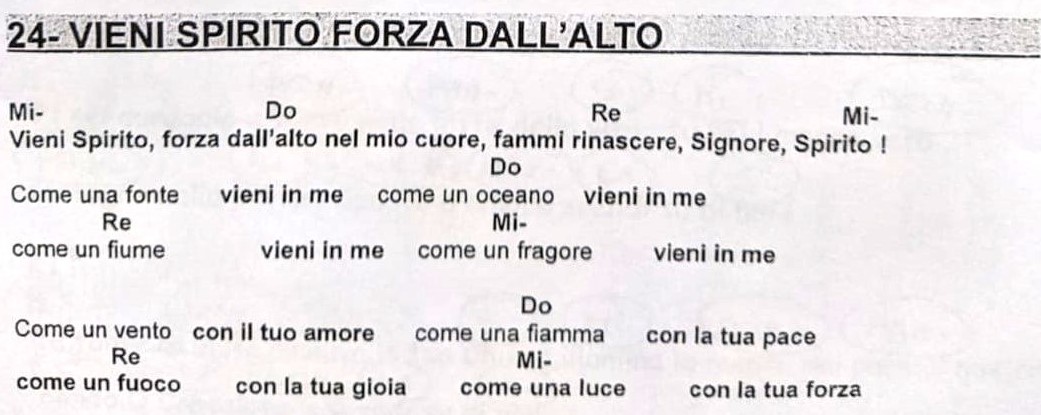 24- VIENI SPIRITO FORZA DALL'ALTO
Mi- Do Re Mi-
Vieni Spirito, forza dall'alto nel mio cuore, fammi rinascere, Signore, Spirito !
Do
Come una fonte vieni in me come un oceano vieni in me
Re Mi-
come un fiume vieni in me come un fragore vieni in me
Do
Come un vento con il tuo amore come una fiamma con la tua pace
Re Mi-
come un fuoco con la tua gioia come una luce con la tua forza